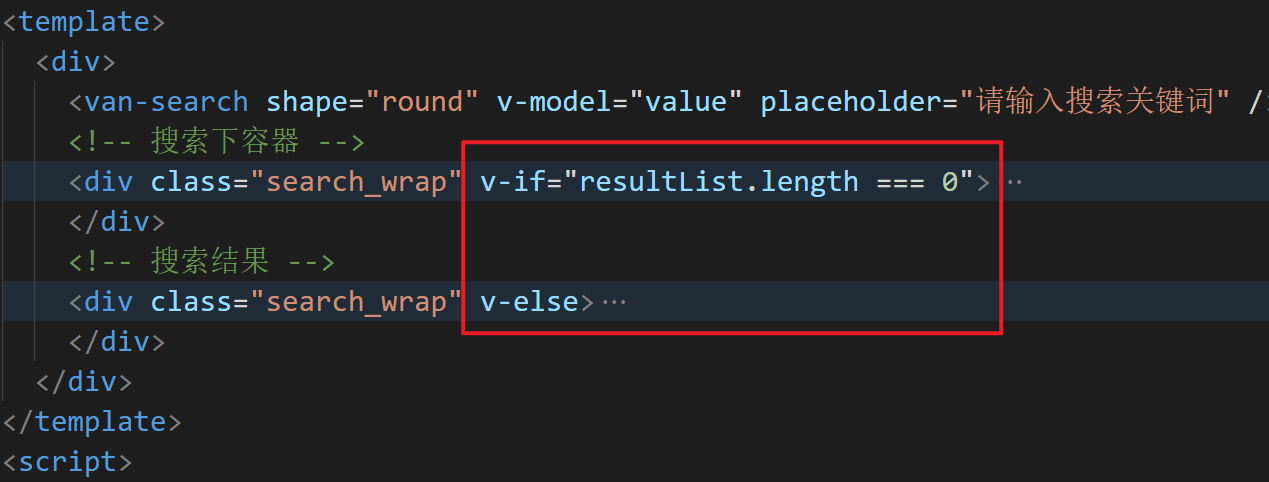 <template>
<div>
<van-search shape="round" v-model="value" placeholder="请输入搜索关键词" /
<!-- 搜索下容器 -->
<div class="search_wrap" v-if="resultList.length === 0">··
</div>
<!-- 搜索结果 -->
<div class="search_wrap" v-else>···
</div>
</div>
</template>
<script>